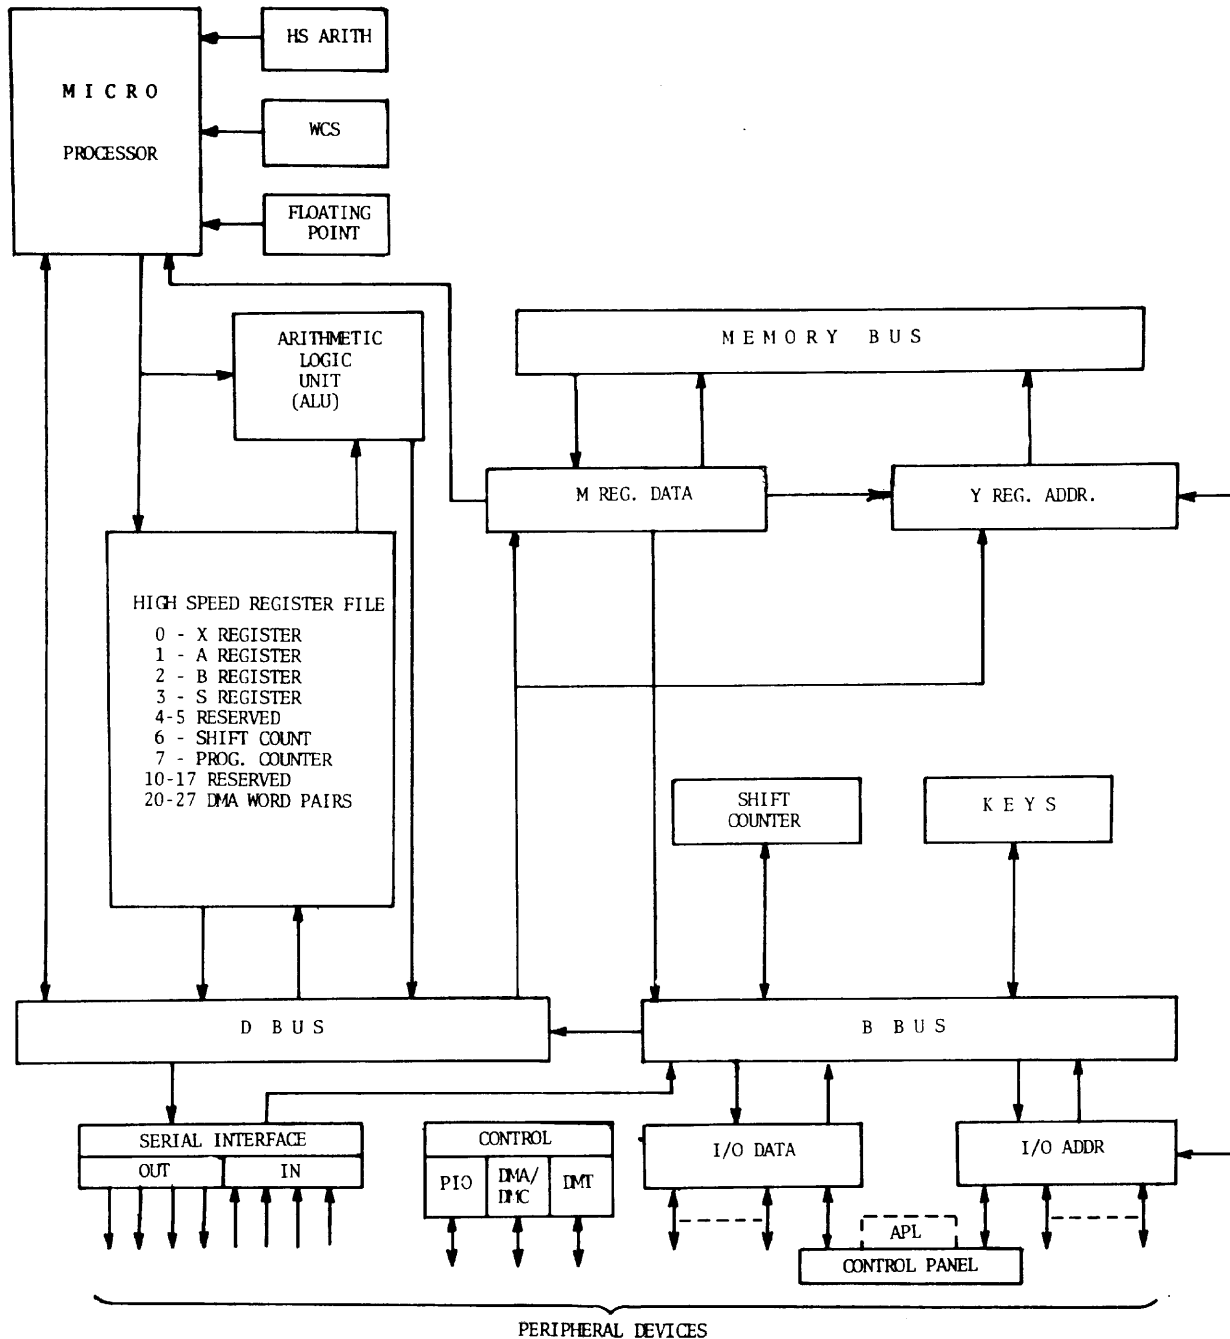 HS ARITH
MICRO
PROCESSOR
WCS
FLOATING
POINT
ARITHMETIC
LOGIC
UNIT
(ALU)
MEMORY BUS
M REG. DATA
Y REG. ADDR.
HIGH SPEED REGISTER FILE
0 - X REGISTER
1 - A REGISTER
2 - B REGISTER
3 - S REGISTER
4-5 RESERVED
6 - SHIFT COUNT
7 - PROG. COUNTER
10-17 RESERVED
20-27 DMA WORD PAIRS
SHIFT
COUNTER
KEYS
D BUS
B BUS
SERIAL INTERFACE
OUT
IN
CONTROL
PIO
DMA/
DMC
DMT
I/O DATA
I/O ADDR
APL
CONTROL PANEL
PERIPHERAL DEVICES